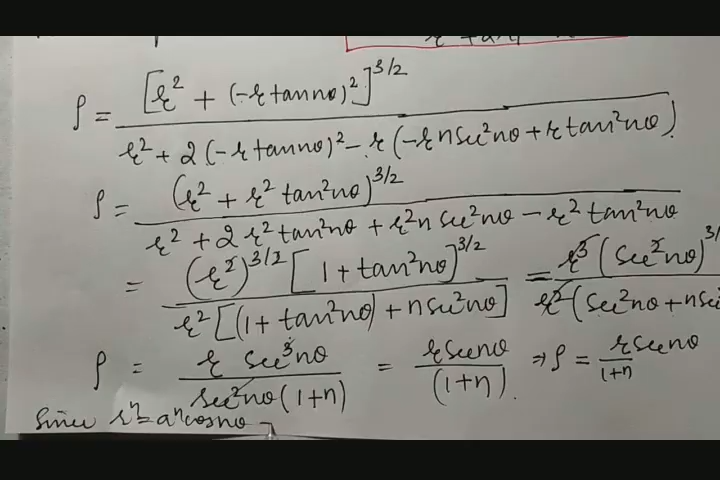 ρ = [r² + (-r tan nθ)²]^3/2 / r² + 2(-r tan nθ)² - r(-r n sec²nθ + r tan²nθ)
ρ = (r² + r² tan²nθ)^3/2 / r² + 2r² tan²nθ + r²n sec²nθ - r² tan²nθ
= (r²)^3/2 [1 + tan²nθ]^3/2 / r²[(1 + tan²nθ) + n sec²nθ] = r³ (sec²nθ)^3/ / r² (sec²nθ + n sec
ρ = r sec³nθ / sec²nθ (1+n) = r sec nθ / (1+n). ⇒ ρ = r sec nθ / 1+n
Since rⁿ = aⁿ cos nθ